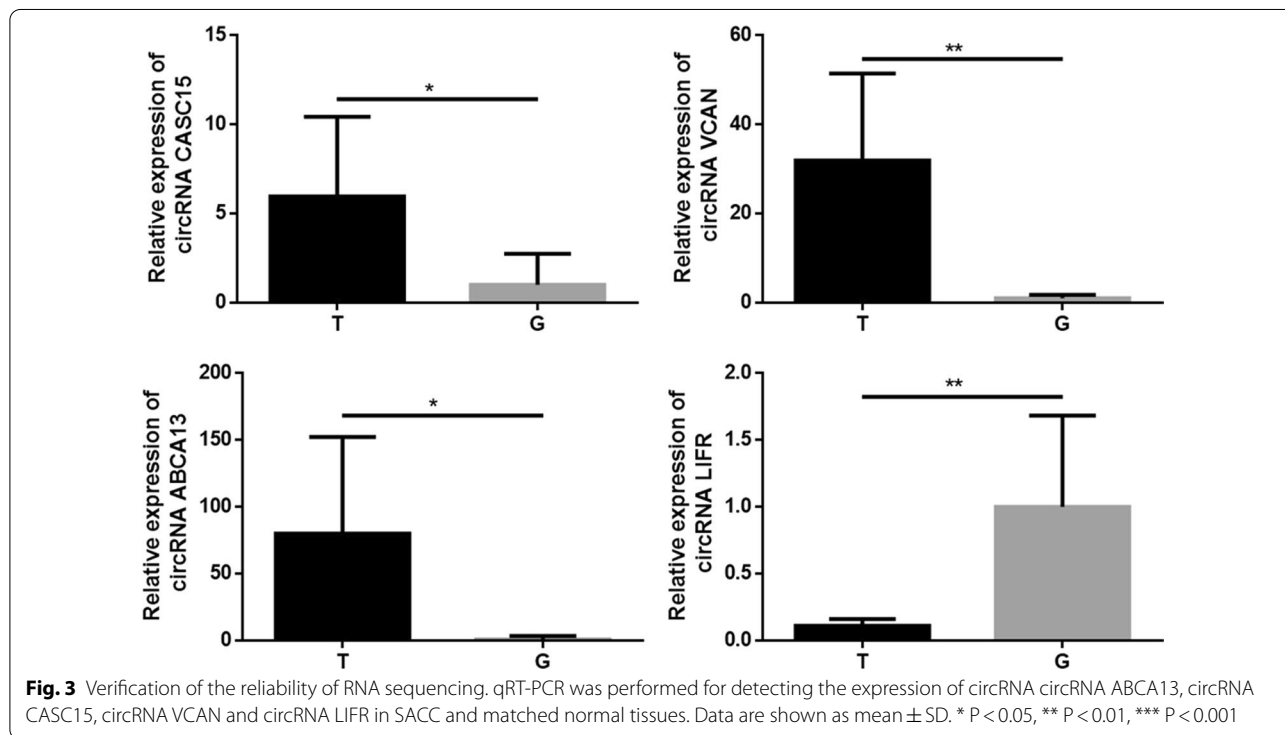 Relative expression of
circRNA CASC15
15
10
5
0
*
T
G
Relative expression of
circRNA VCAN
60
40
20
0
**
T
G
Relative expression of
circRNA ABCA13
200
150
100
50
0
*
T
G
Relative expression of
circRNA LIFR
2.0
1.5
1.0
0.5
0.0
**
T
G
Fig. 3 Verification of the reliability of RNA sequencing. qRT-PCR was performed for detecting the expression of circRNA circRNA ABCA13, circRNA
CASC15, circRNA VCAN and circRNA LIFR in SACC and matched normal tissues. Data are shown as mean ± SD. * P < 0.05, ** P < 0.01, *** P < 0.001